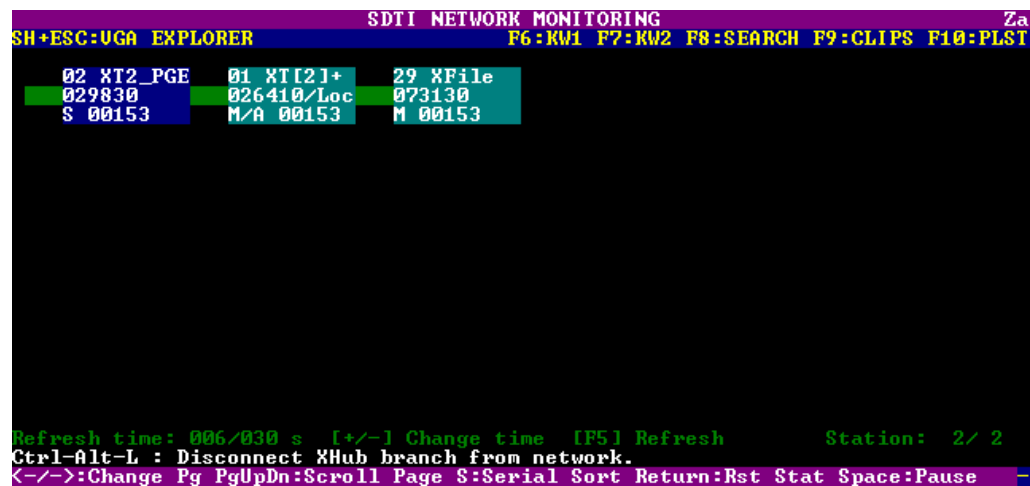 SDTI NETWORK MONITORING Za
SH+ESC:VGA EXPLORER F6:KW1 F7:KW2 F8:SEARCH F9:CLIPS F10:PLST
02 XT2_PGE 01 XT[2]+ 29 XFile
029830 026410/Loc 073130
S 00153 M/A 00153 M 00153
Refresh time: 006/030 s [+/-] Change time [F5] Refresh Station: 2/ 2
Ctrl-Alt-L : Disconnect XHub branch from network.
<-/->:Change Pg PgUpDn:Scroll Page S:Serial Sort Return:Rst Stat Space:Pause